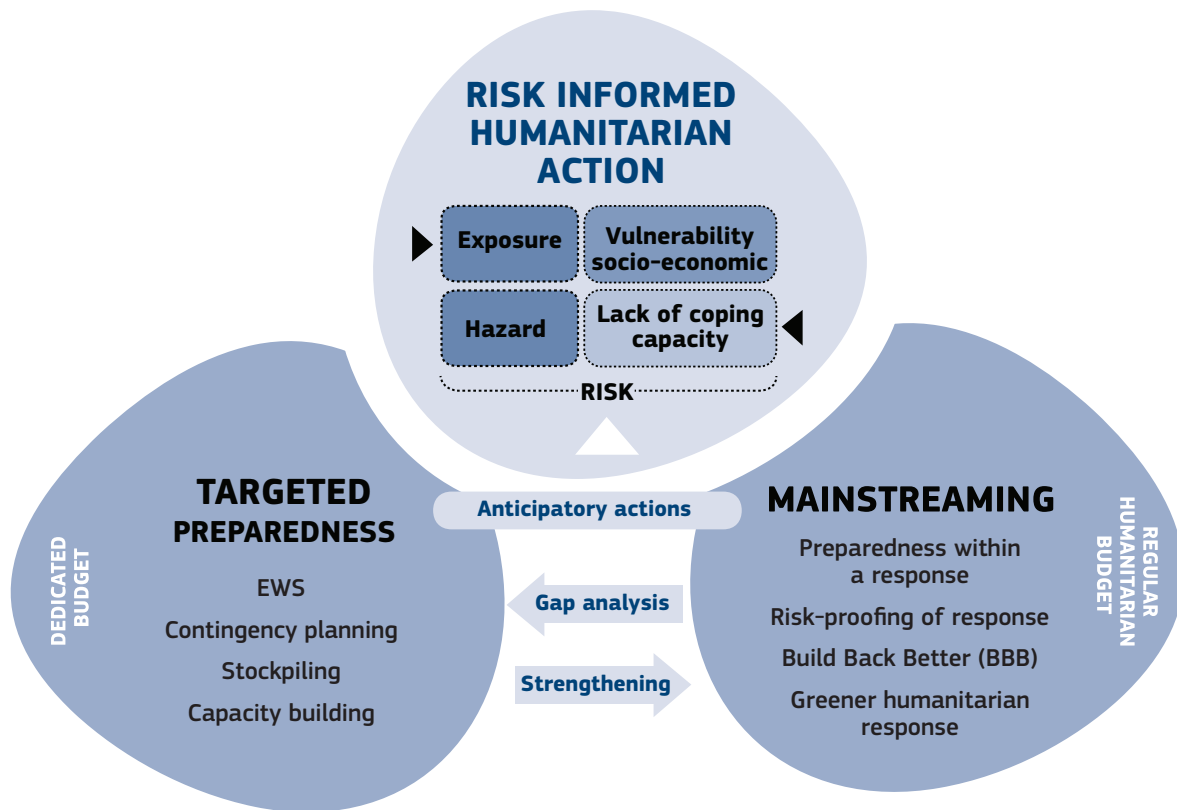 RISK INFORMED
HUMANITARIAN
ACTION
Exposure
Vulnerability
socio-economic
Hazard
Lack of coping
capacity
RISK
TARGETED
PREPAREDNESS
EWS
Contingency planning
Stockpiling
Capacity building
DEDICATED
BUDGET
Anticipatory actions
Gap analysis
Strengthening
MAINSTREAMING
Preparedness within
a response
Risk-proofing of response
Build Back Better (BBB)
Greener humanitarian
response
REGULAR
HUMANITARIAN
BUDGET